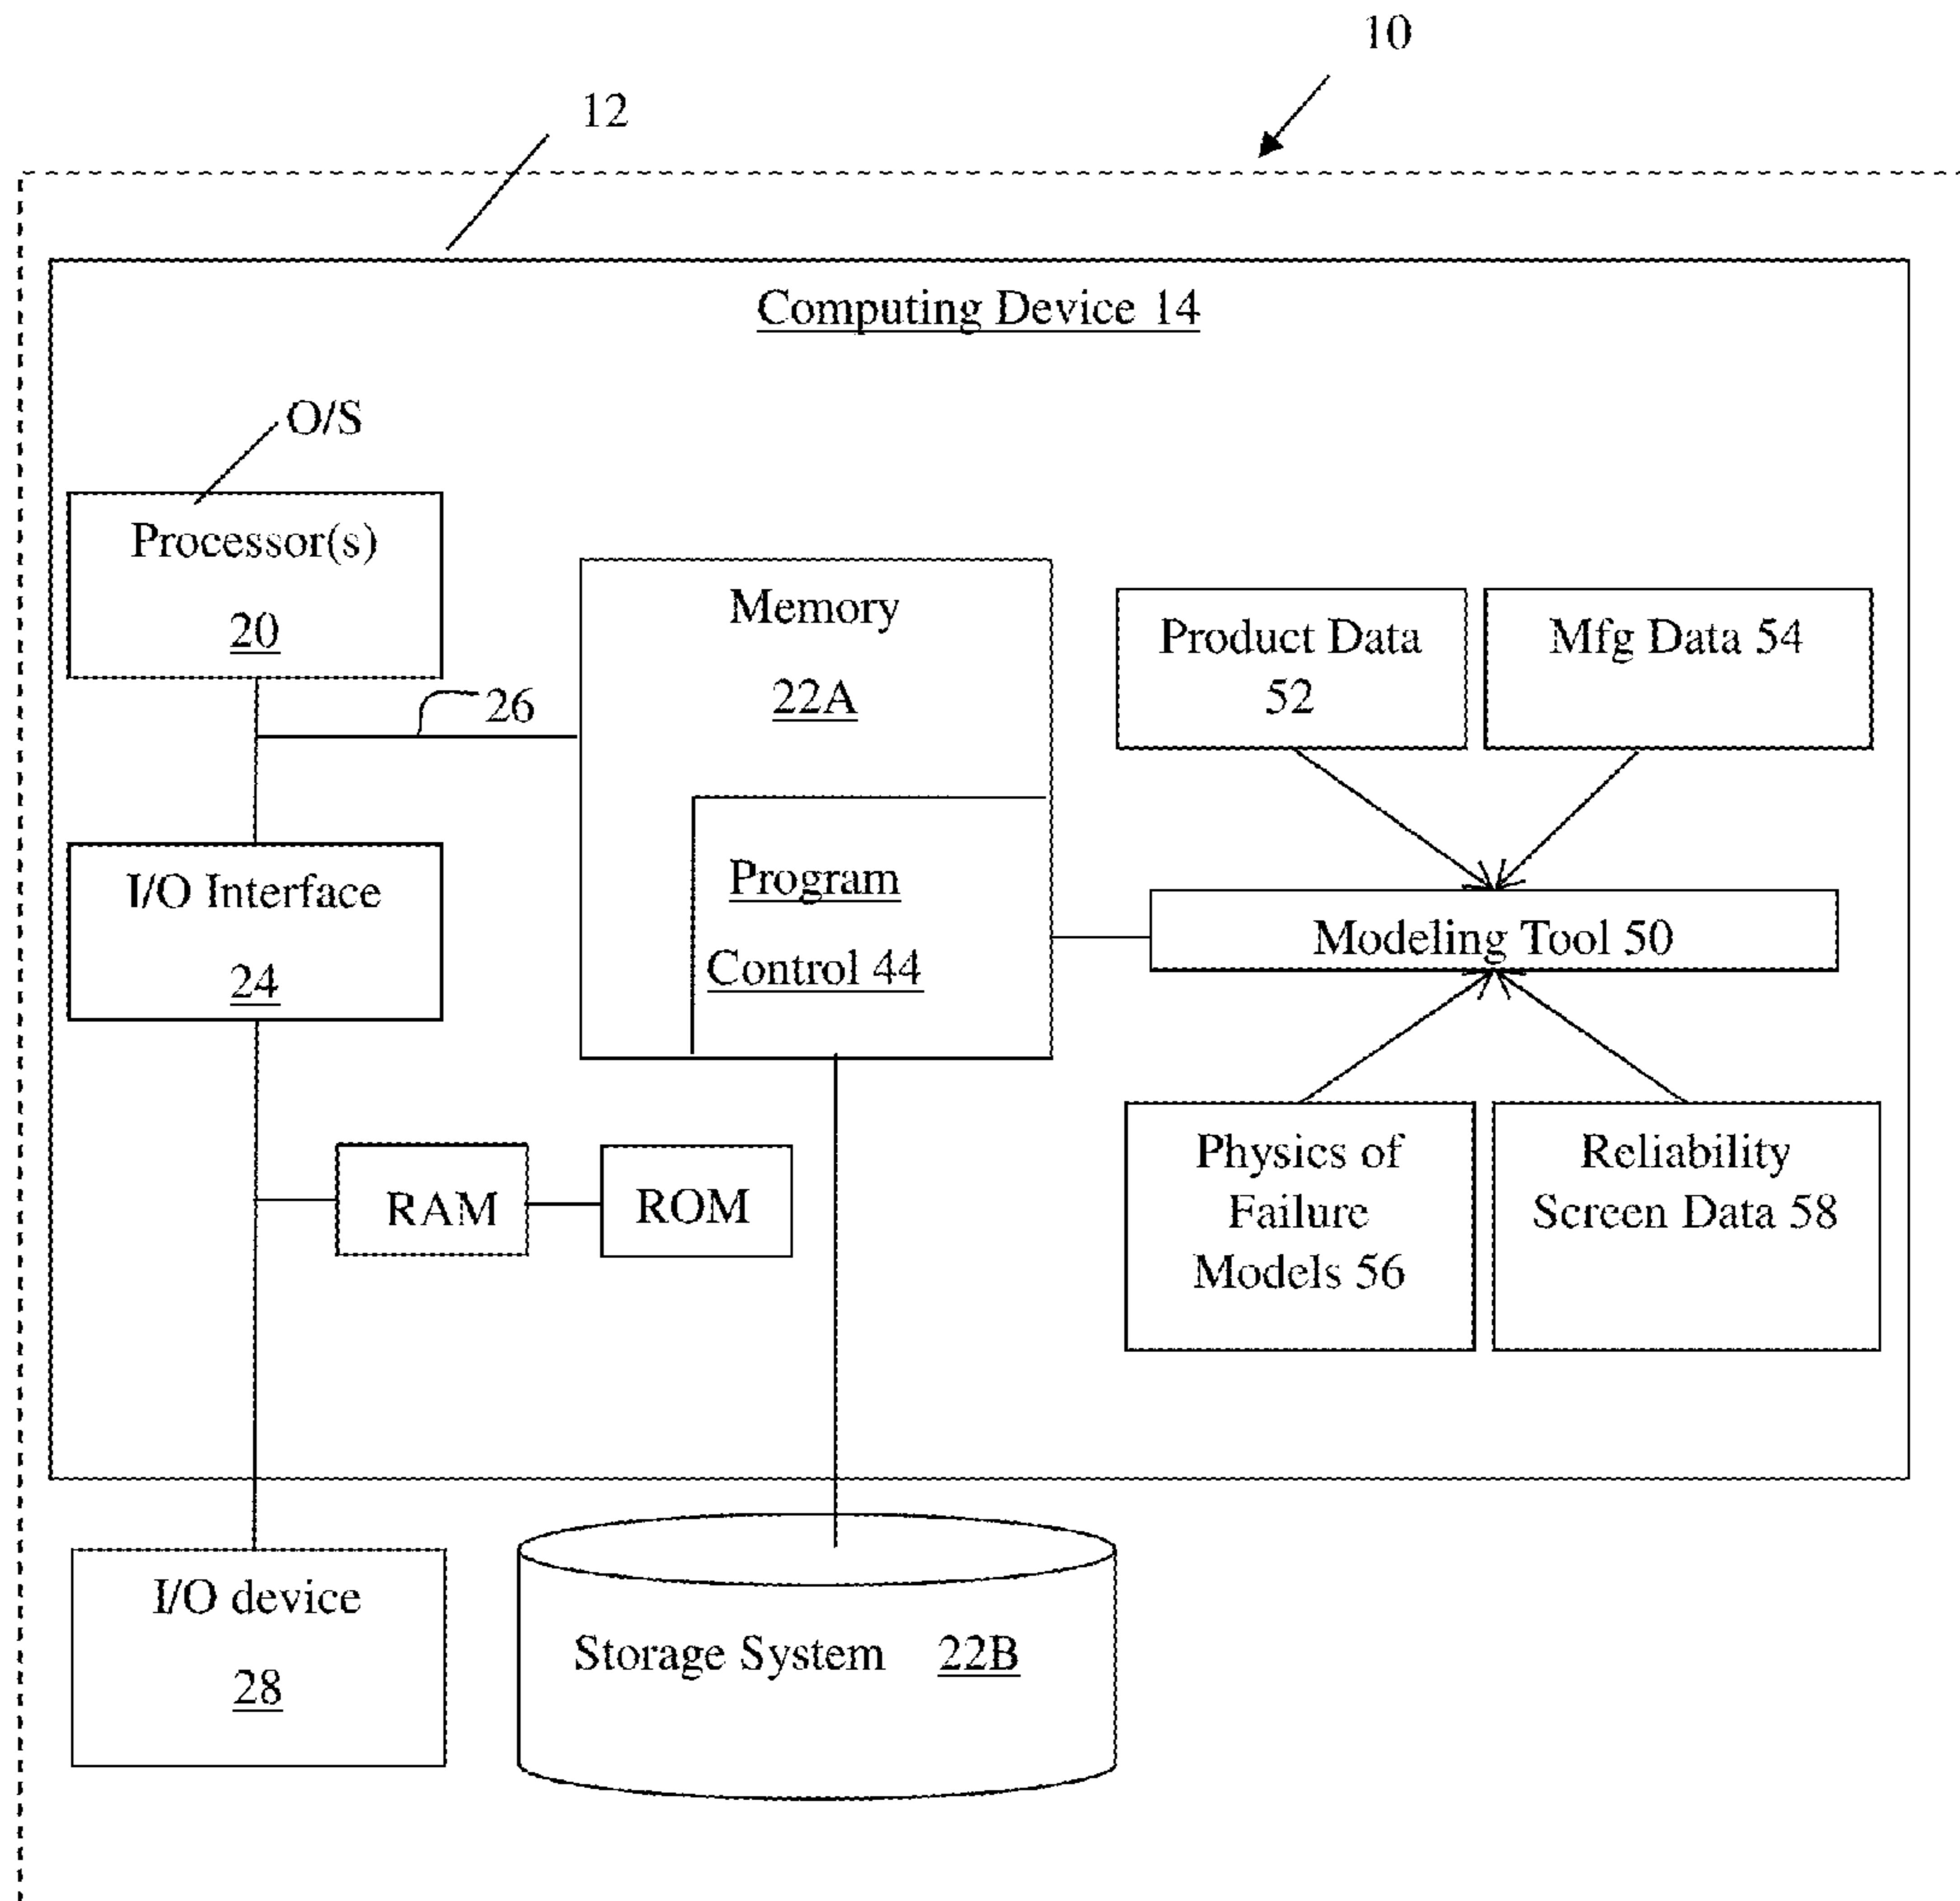 10
12
Computing Device 14
O/S
Processor(s)
20
26
Memory
22A
Product Data
52
Mfg Data 54
I/O Interface
24
Program
Control 44
Modeling Tool 50
RAM
ROM
Physics of
Failure
Models 56
Reliability
Screen Data 58
I/O device
28
Storage System 22B